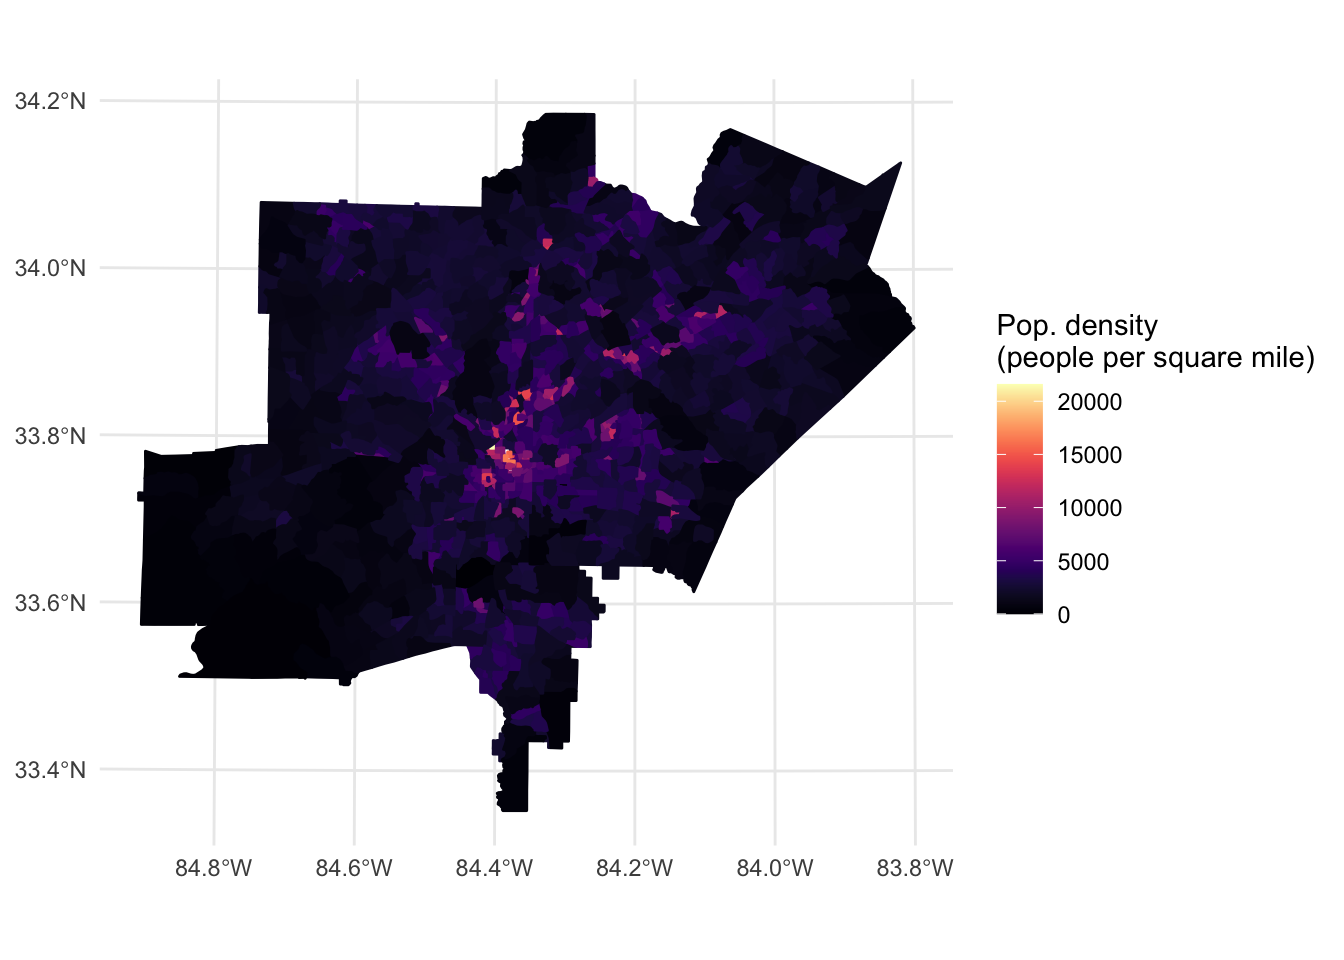 34.2°N
34.0°N
33.8°N
33.6°N
33.4°N
84.8°W
84.6°W
84.4°W
84.2°W
84.0°W
83.8°W
Pop. density
(people per square mile)
20000
15000
10000
5000
0